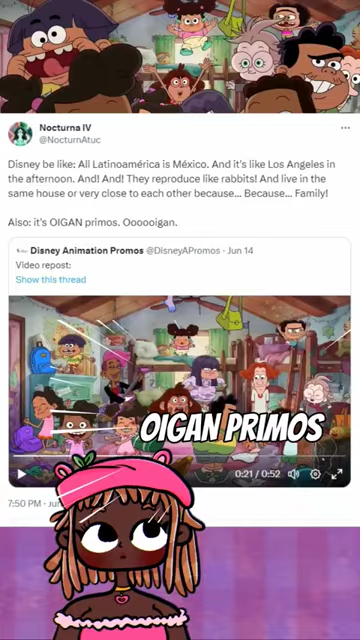 Nocturna IV
@NocturnAtuc
Disney be like: All Latinoamérica is México. And it's like Los Angeles in
the afternoon. And! And! They reproduce like rabbits! And live in the
same house or very close to each other because... Because... Family!
Also: it's OIGAN primos. Oooooigan.
Disney Animation Promos @DisneyAPromos · Jun 14
Video repost:
Show this thread
OIGAN PRIMOS
0:21 / 0:52
7:50 PM · Jun